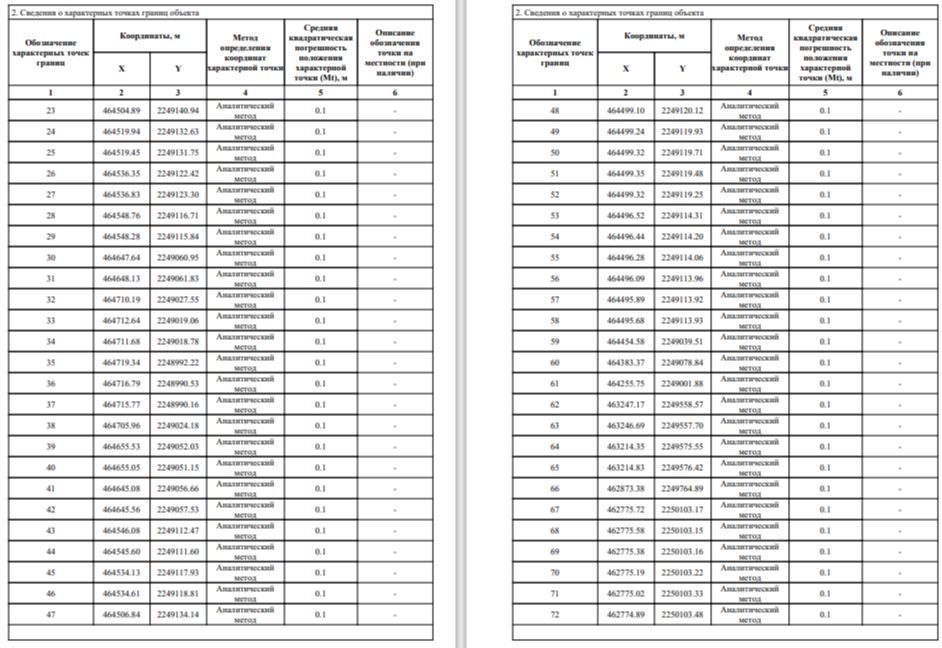 2. Сведения о характерных точках границ объекта
Обозначение характерных точек границ | Координаты, м | Метод определения координат характерной точки | Средняя квадратическая погрешность положения характерной точки (Mt), м | Описание обозначения точки на местности (при наличии)
X | Y
1 | 2 | 3 | 4 | 5 | 6
23 | 464504.89 | 2249140.94 | Аналитический метод | 0.1 | -
24 | 464519.94 | 2249132.63 | Аналитический метод | 0.1 | -
25 | 464519.45 | 2249131.75 | Аналитический метод | 0.1 | -
26 | 464536.35 | 2249122.42 | Аналитический метод | 0.1 | -
27 | 464536.83 | 2249123.30 | Аналитический метод | 0.1 | -
28 | 464548.76 | 2249116.71 | Аналитический метод | 0.1 | -
29 | 464548.28 | 2249115.84 | Аналитический метод | 0.1 | -
30 | 464647.64 | 2249060.95 | Аналитический метод | 0.1 | -
31 | 464648.13 | 2249061.83 | Аналитический метод | 0.1 | -
32 | 464710.19 | 2249027.55 | Аналитический метод | 0.1 | -
33 | 464712.64 | 2249019.06 | Аналитический метод | 0.1 | -
34 | 464711.68 | 2249018.78 | Аналитический метод | 0.1 | -
35 | 464719.34 | 2248992.22 | Аналитический метод | 0.1 | -
36 | 464716.79 | 2248990.53 | Аналитический метод | 0.1 | -
37 | 464715.77 | 2248990.16 | Аналитический метод | 0.1 | -
38 | 464705.96 | 2249024.18 | Аналитический метод | 0.1 | -
39 | 464655.53 | 2249052.03 | Аналитический метод | 0.1 | -
40 | 464655.05 | 2249051.15 | Аналитический метод | 0.1 | -
41 | 464645.08 | 2249056.66 | Аналитический метод | 0.1 | -
42 | 464645.56 | 2249057.53 | Аналитический метод | 0.1 | -
43 | 464546.08 | 2249112.47 | Аналитический метод | 0.1 | -
44 | 464545.60 | 2249111.60 | Аналитический метод | 0.1 | -
45 | 464534.13 | 2249117.93 | Аналитический метод | 0.1 | -
46 | 464534.61 | 2249118.81 | Аналитический метод | 0.1 | -
47 | 464506.84 | 2249134.14 | Аналитический метод | 0.1 | -
2. Сведения о характерных точках границ объекта
Обозначение характерных точек границ | Координаты, м | Метод определения координат характерной точки | Средняя квадратическая погрешность положения характерной точки (Mt), м | Описание обозначения точки на местности (при наличии)
X | Y
1 | 2 | 3 | 4 | 5 | 6
48 | 464499.10 | 2249120.12 | Аналитический метод | 0.1 | -
49 | 464499.24 | 2249119.93 | Аналитический метод | 0.1 | -
50 | 464499.32 | 2249119.71 | Аналитический метод | 0.1 | -
51 | 464499.35 | 2249119.48 | Аналитический метод | 0.1 | -
52 | 464499.32 | 2249119.25 | Аналитический метод | 0.1 | -
53 | 464496.52 | 2249114.31 | Аналитический метод | 0.1 | -
54 | 464496.44 | 2249114.20 | Аналитический метод | 0.1 | -
55 | 464496.28 | 2249114.06 | Аналитический метод | 0.1 | -
56 | 464496.09 | 2249113.96 | Аналитический метод | 0.1 | -
57 | 464495.89 | 2249113.92 | Аналитический метод | 0.1 | -
58 | 464495.68 | 2249113.93 | Аналитический метод | 0.1 | -
59 | 464454.58 | 2249039.51 | Аналитический метод | 0.1 | -
60 | 464383.37 | 2249078.84 | Аналитический метод | 0.1 | -
61 | 464255.75 | 2249001.88 | Аналитический метод | 0.1 | -
62 | 463247.17 | 2249558.57 | Аналитический метод | 0.1 | -
63 | 463246.69 | 2249557.70 | Аналитический метод | 0.1 | -
64 | 463214.35 | 2249575.55 | Аналитический метод | 0.1 | -
65 | 463214.83 | 2249576.42 | Аналитический метод | 0.1 | -
66 | 462873.38 | 2249764.89 | Аналитический метод | 0.1 | -
67 | 462775.72 | 2250103.17 | Аналитический метод | 0.1 | -
68 | 462775.58 | 2250103.15 | Аналитический метод | 0.1 | -
69 | 462775.38 | 2250103.16 | Аналитический метод | 0.1 | -
70 | 462775.19 | 2250103.22 | Аналитический метод | 0.1 | -
71 | 462775.02 | 2250103.33 | Аналитический метод | 0.1 | -
72 | 462774.89 | 2250103.48 | Аналитический метод | 0.1 | -